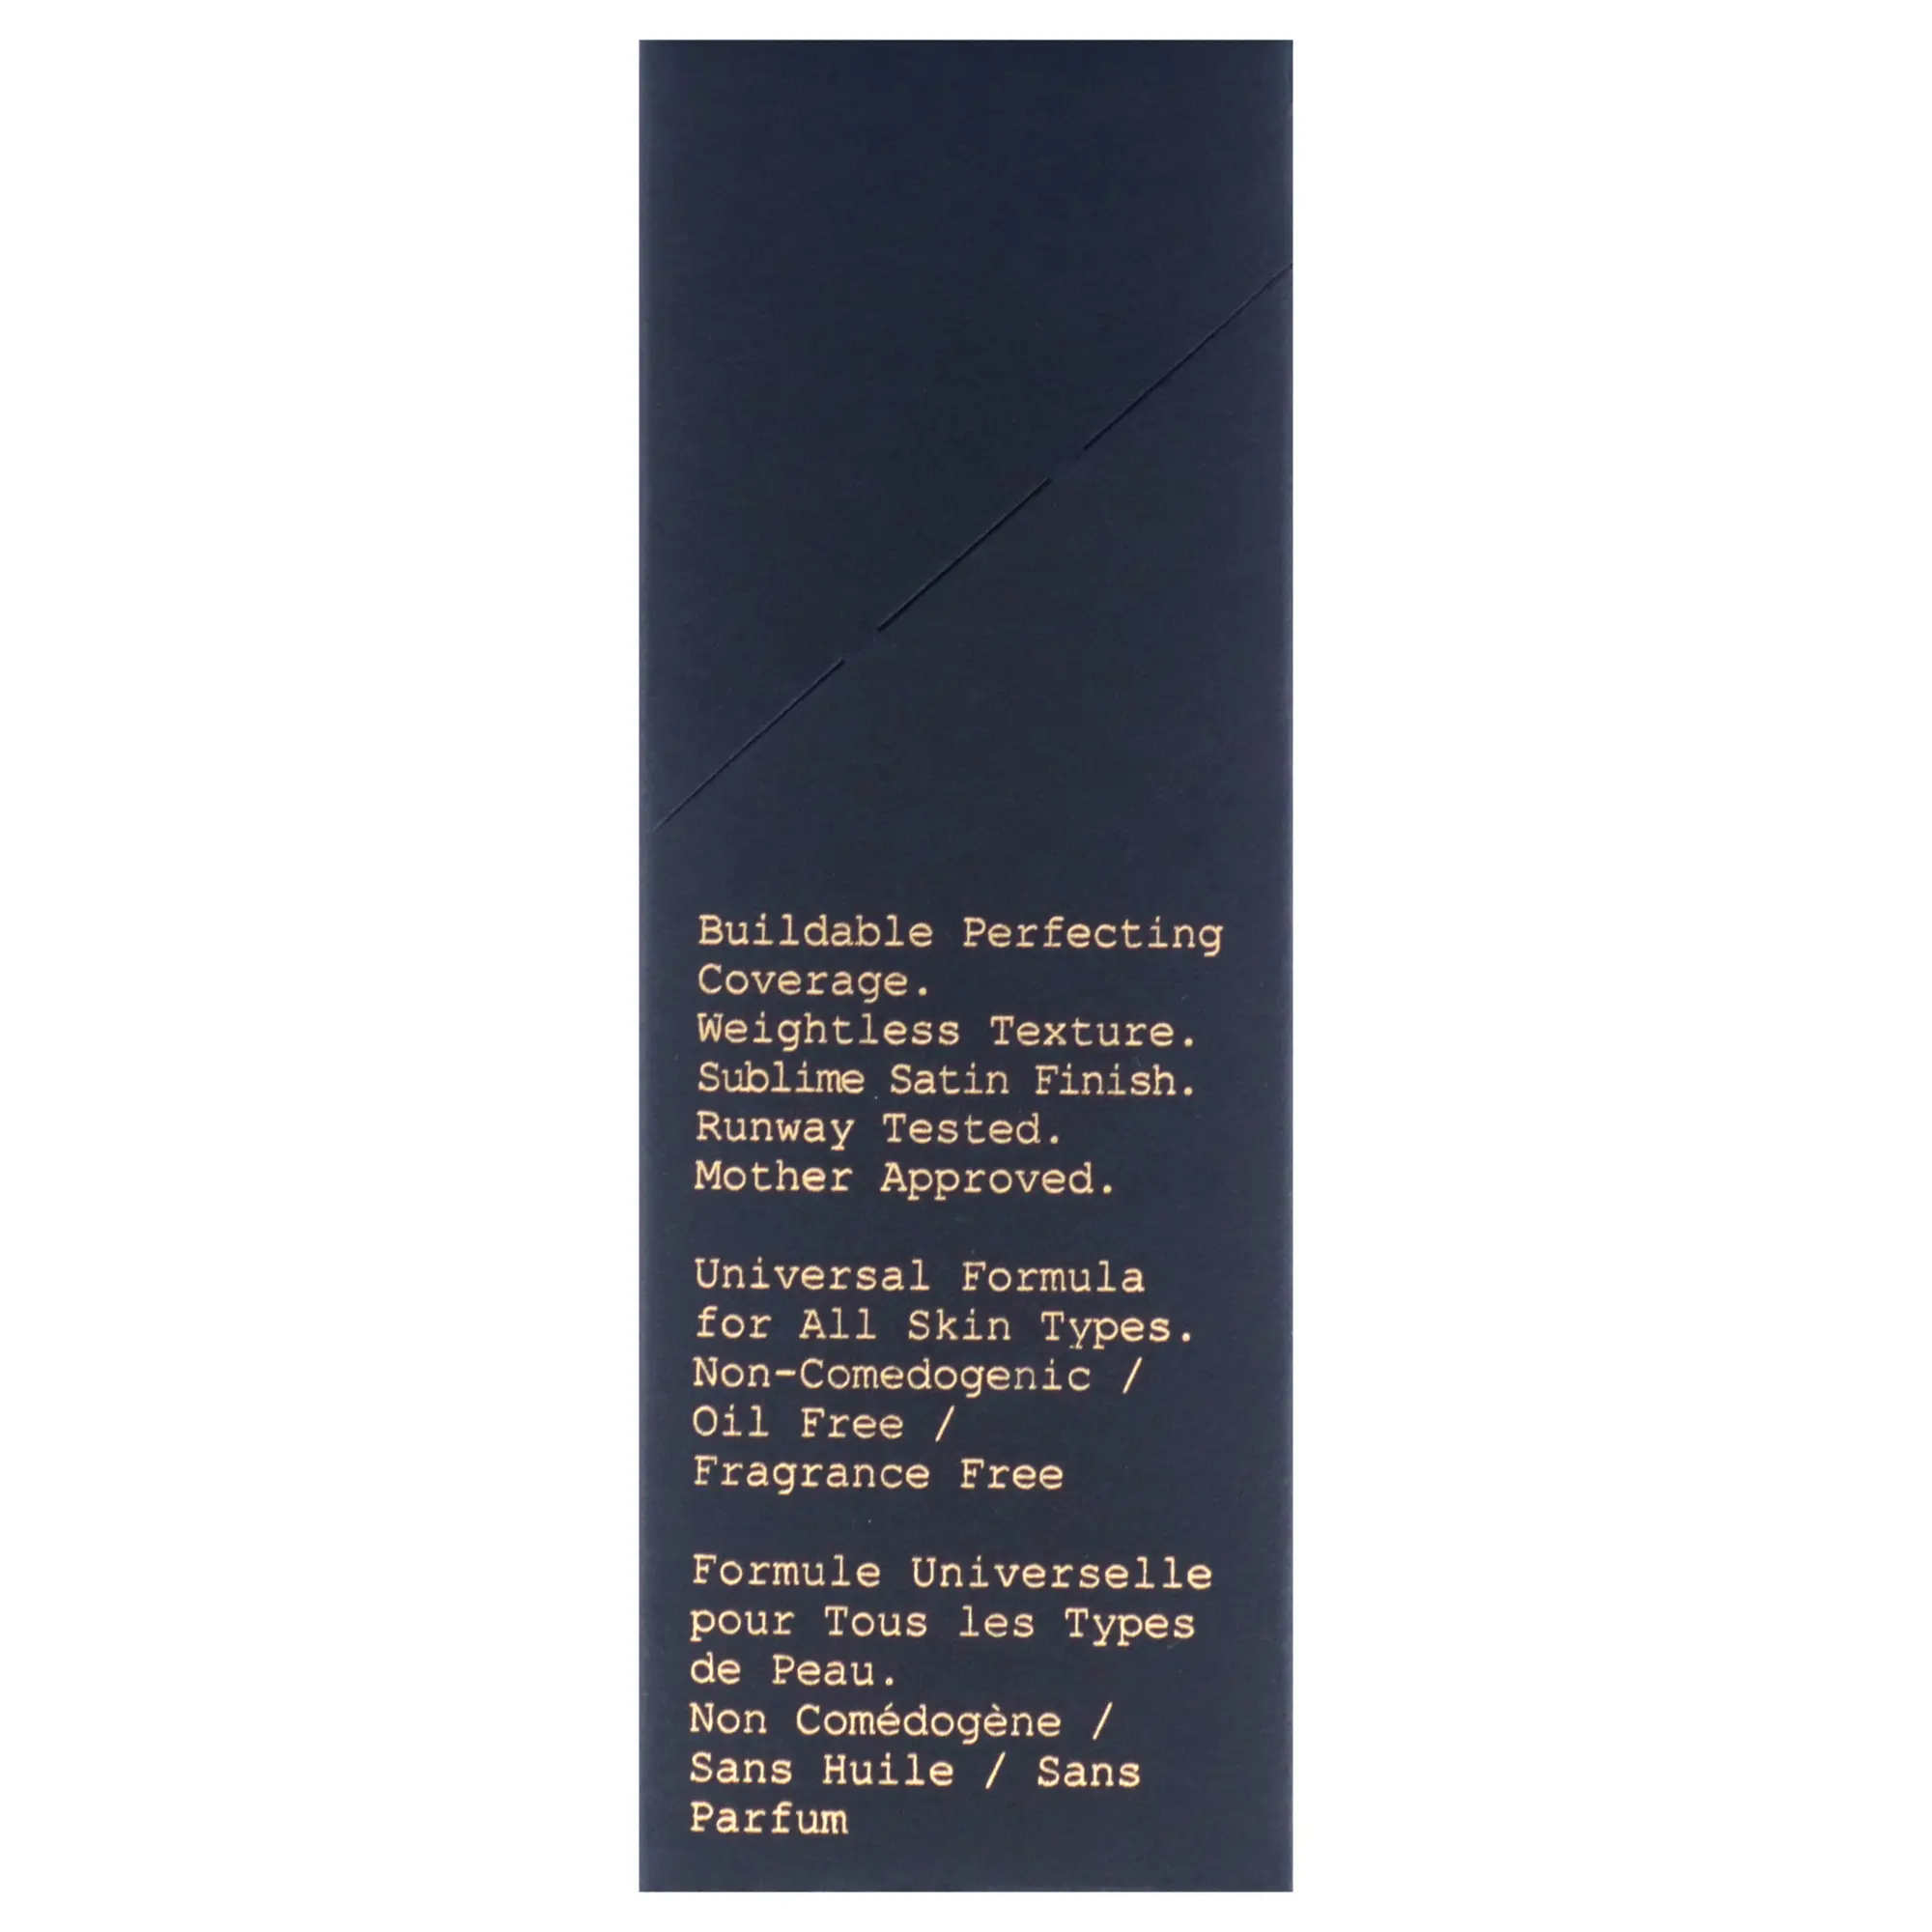 Buildable Perfecting
Coverage.
Weightless Texture.
Sublime Satin Finish.
Runway Tested.
Mother Approved.
Universal Formula
for All Skin Types.
Non-Comedogenic /
Oil Free /
Fragrance Free
Formule Universelle
pour Tous les Types
de Peau.
Non Comédogène /
Sans Huile / Sans
Parfum